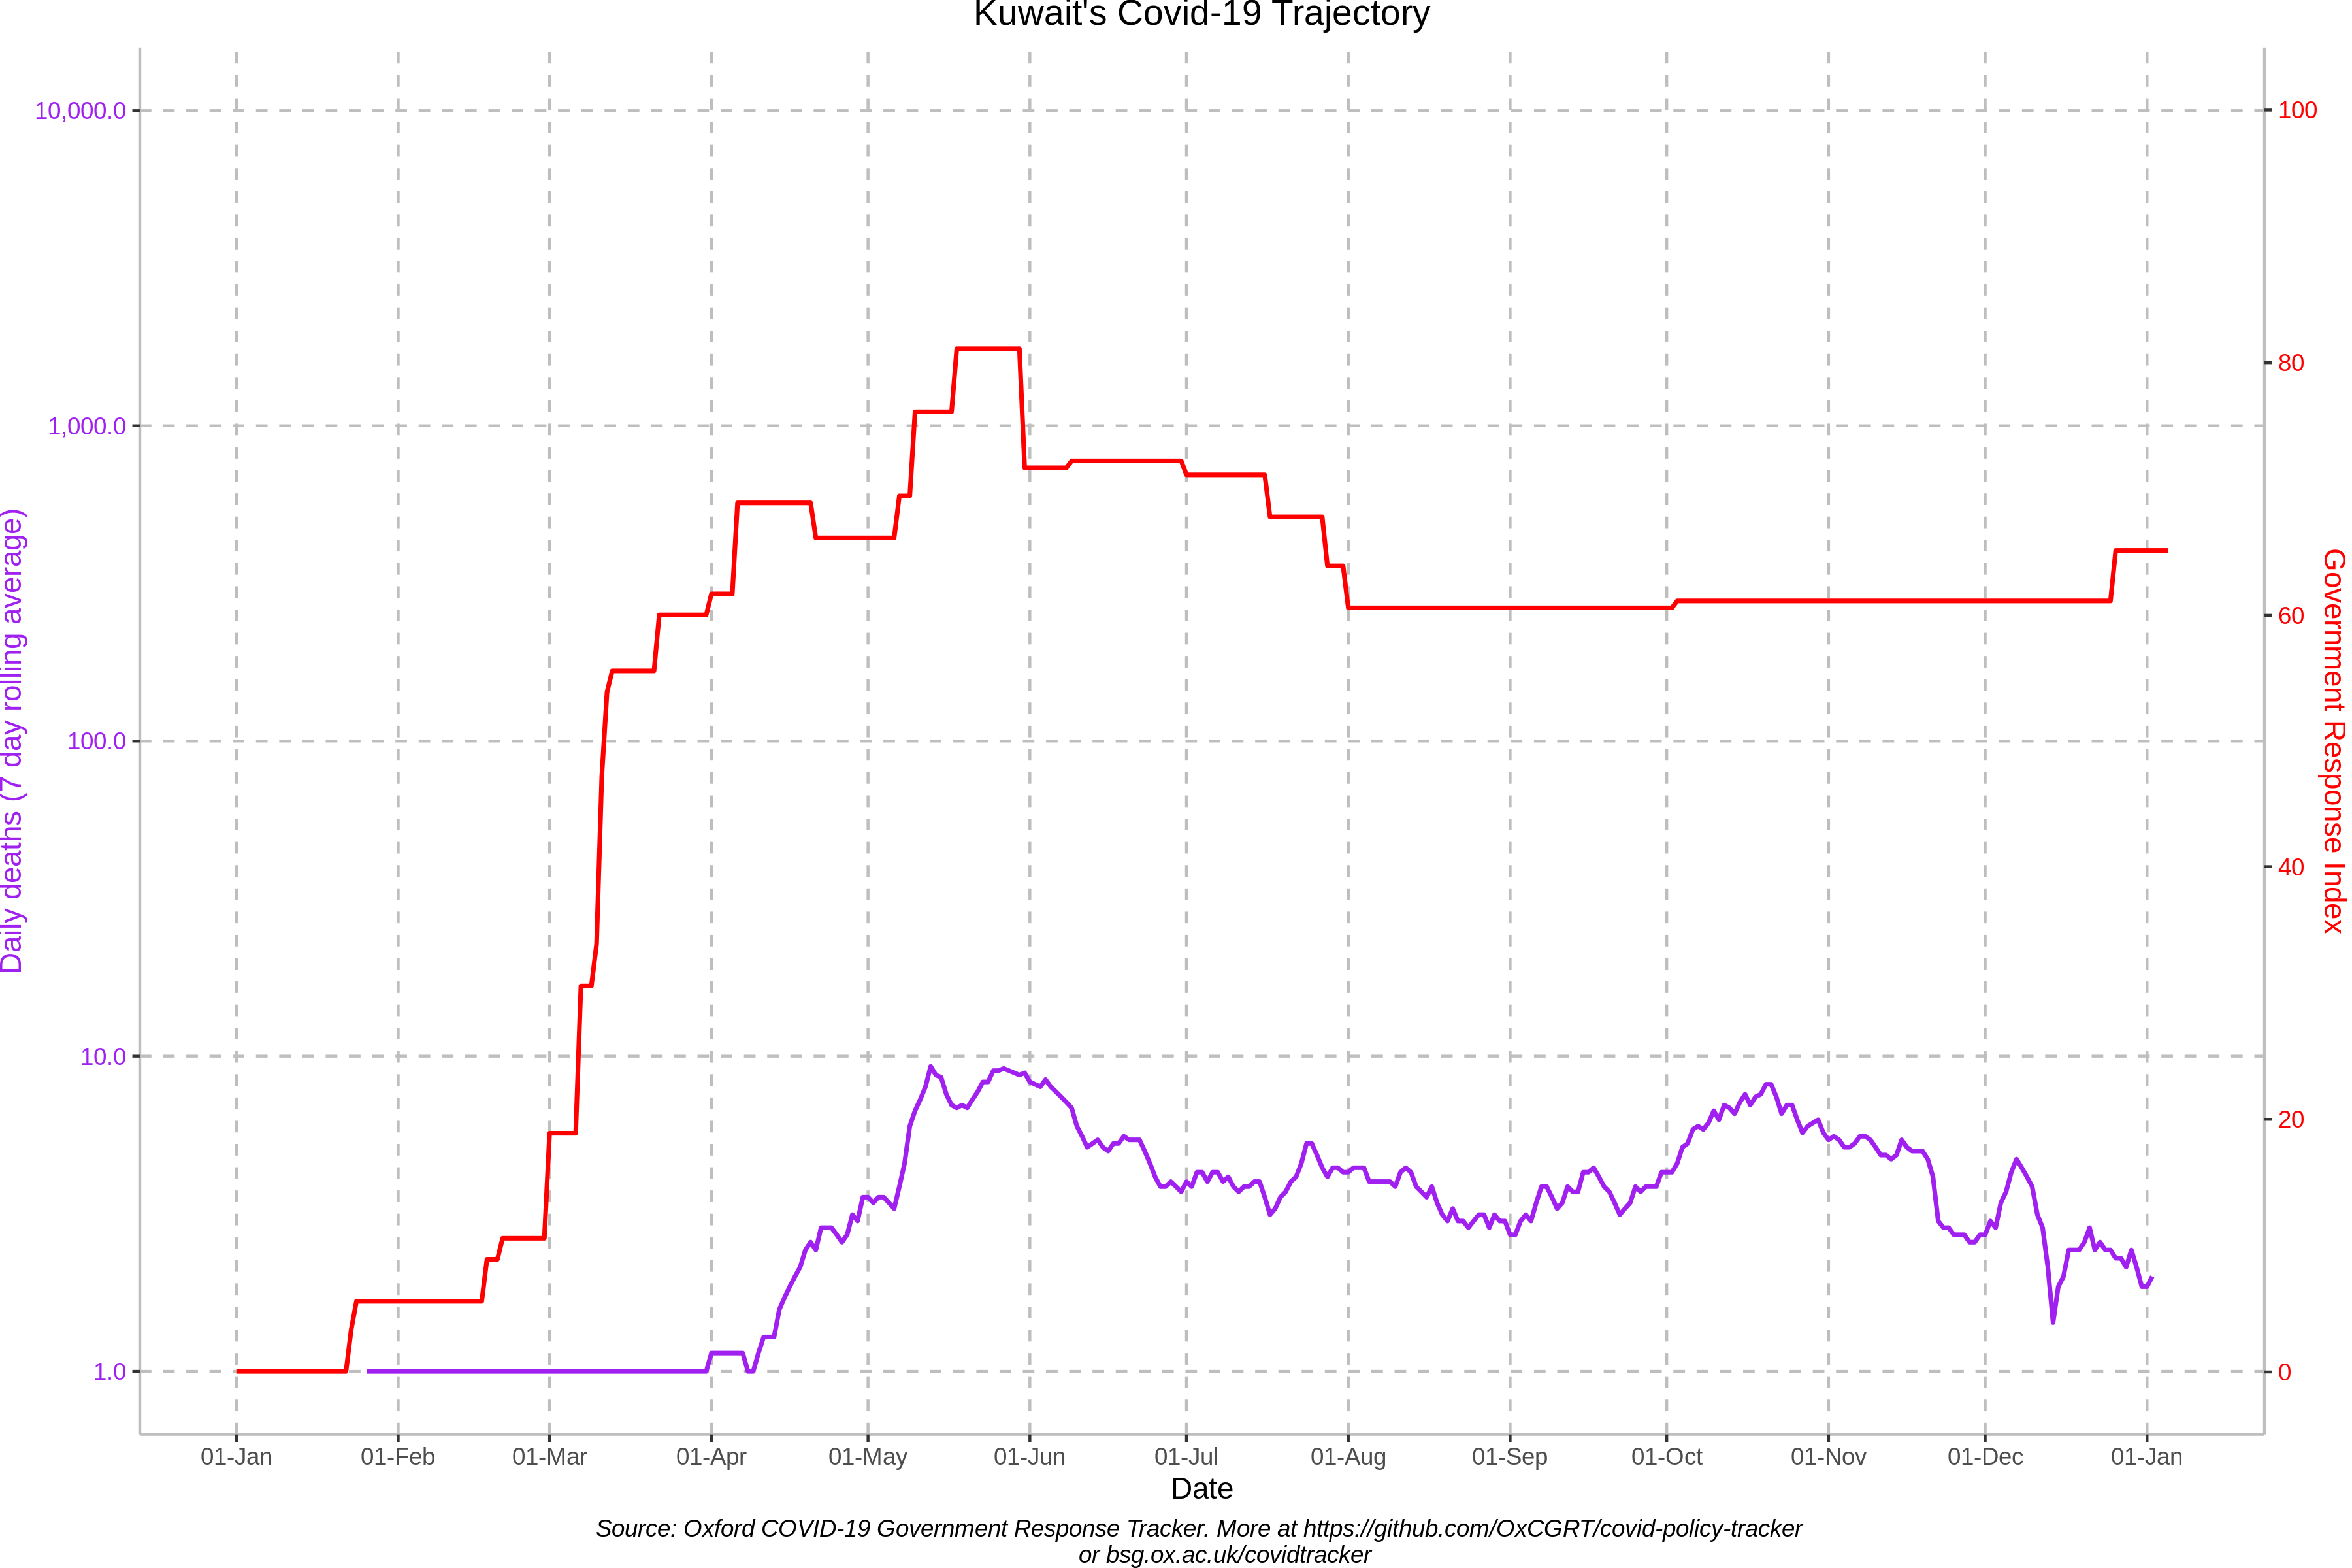 Kuwait's Covid-19 Trajectory
10,000.0
1,000.0
100.0
10.0
1.0
Daily deaths (7 day rolling average)
100
80
60
40
20
0
Government Response Index
01-Jan 01-Feb 01-Mar 01-Apr 01-May 01-Jun 01-Jul 01-Aug 01-Sep 01-Oct 01-Nov 01-Dec 01-Jan
Date
Source: Oxford COVID-19 Government Response Tracker. More at https://github.com/OxCGRT/covid-policy-tracker
or bsg.ox.ac.uk/covidtracker